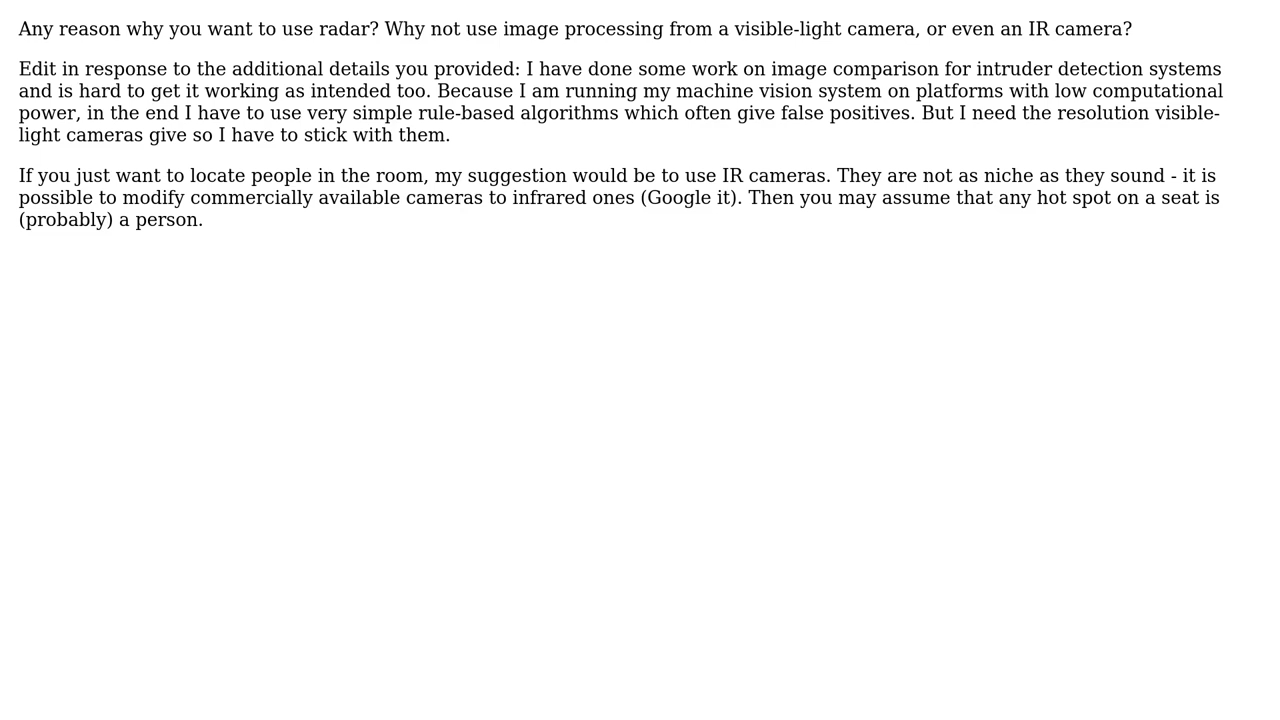 Any reason why you want to use radar? Why not use image processing from a visible-light camera, or even an IR camera?
Edit in response to the additional details you provided: I have done some work on image comparison for intruder detection systems
and is hard to get it working as intended too. Because I am running my machine vision system on platforms with low computational
power, in the end I have to use very simple rule-based algorithms which often give false positives. But I need the resolution visible-
light cameras give so I have to stick with them.
If you just want to locate people in the room, my suggestion would be to use IR cameras. They are not as niche as they sound - it is
possible to modify commercially available cameras to infrared ones (Google it). Then you may assume that any hot spot on a seat is
(probably) a person.